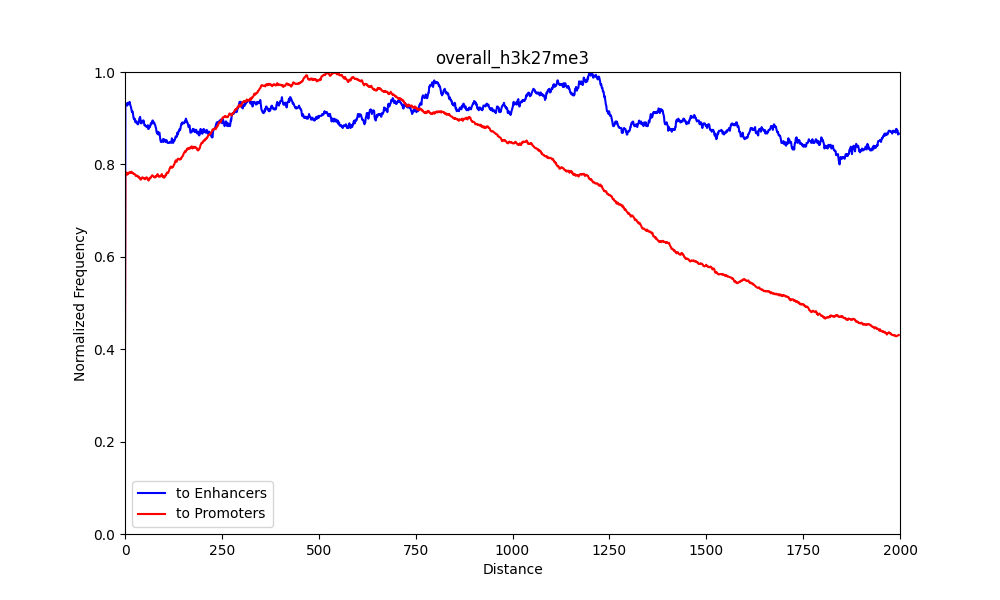 overall_h3k27me3
Normalized Frequency
1.0
0.8
0.6
0.4
0.2
0.0
to Enhancers
to Promoters
0 250 500 750 1000 1250 1500 1750 2000
Distance